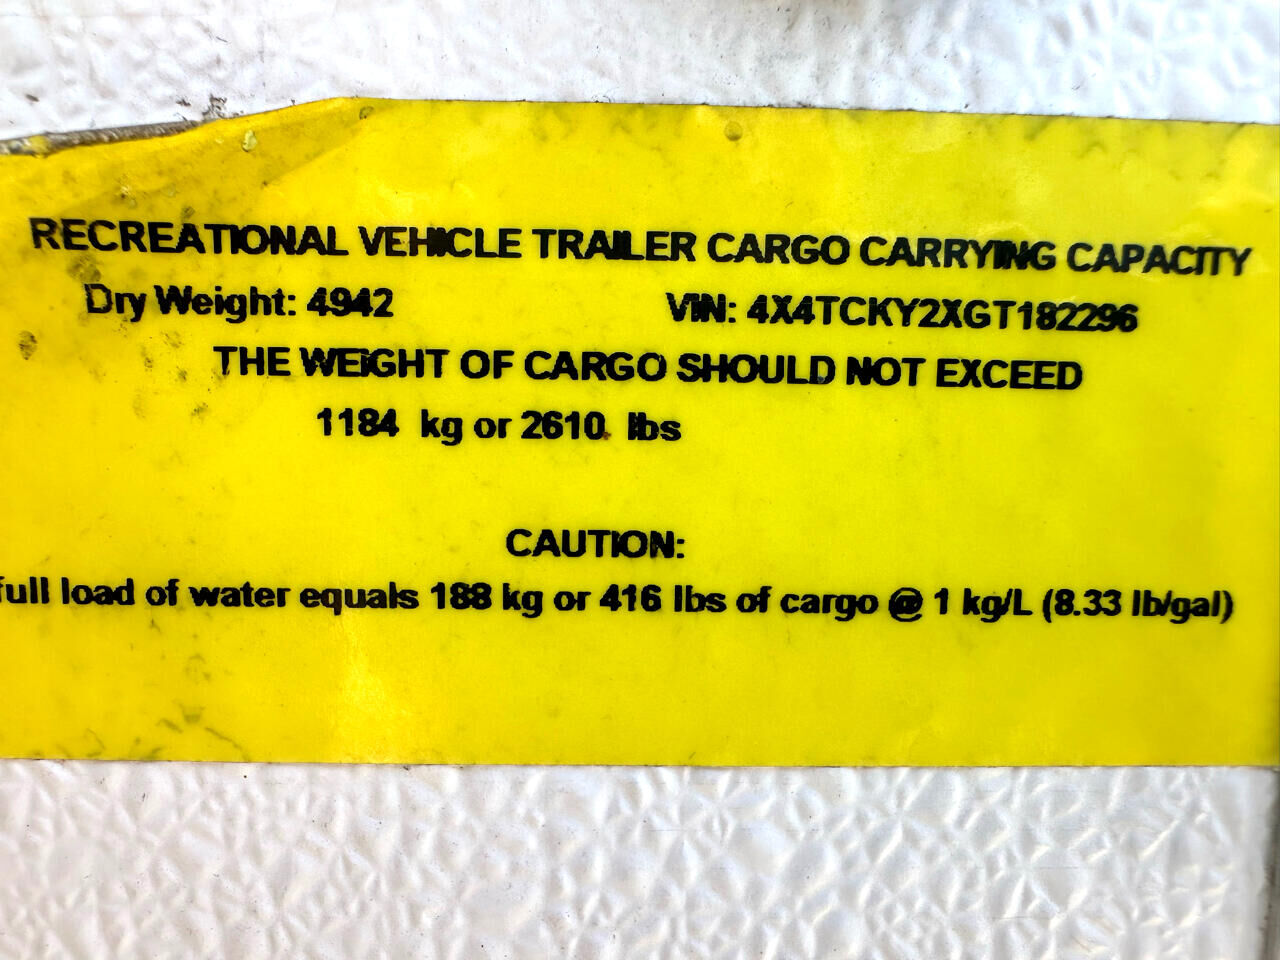 RECREATIONAL VEHICLE TRAILER CARGO CARRYING CAPACITY
Dry Weight: 4942 VIN: 4X4TCKY2XGT182296
THE WEIGHT OF CARGO SHOULD NOT EXCEED
1184 kg or 2610 lbs
CAUTION:
full load of water equals 188 kg or 416 lbs of cargo @ 1 kg/L (8.33 lb/gal)